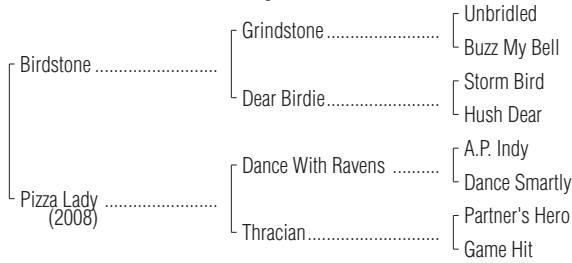 Unbridled
Grindstone ........................
Buzz My Bell
Birdstone ..........................
Storm Bird
Dear Birdie........................
Hush Dear
A.P. Indy
Dance With Ravens ..........
Dance Smartly
Pizza Lady ........................
(2008)
Partner's Hero
Thracian............................
Game Hit